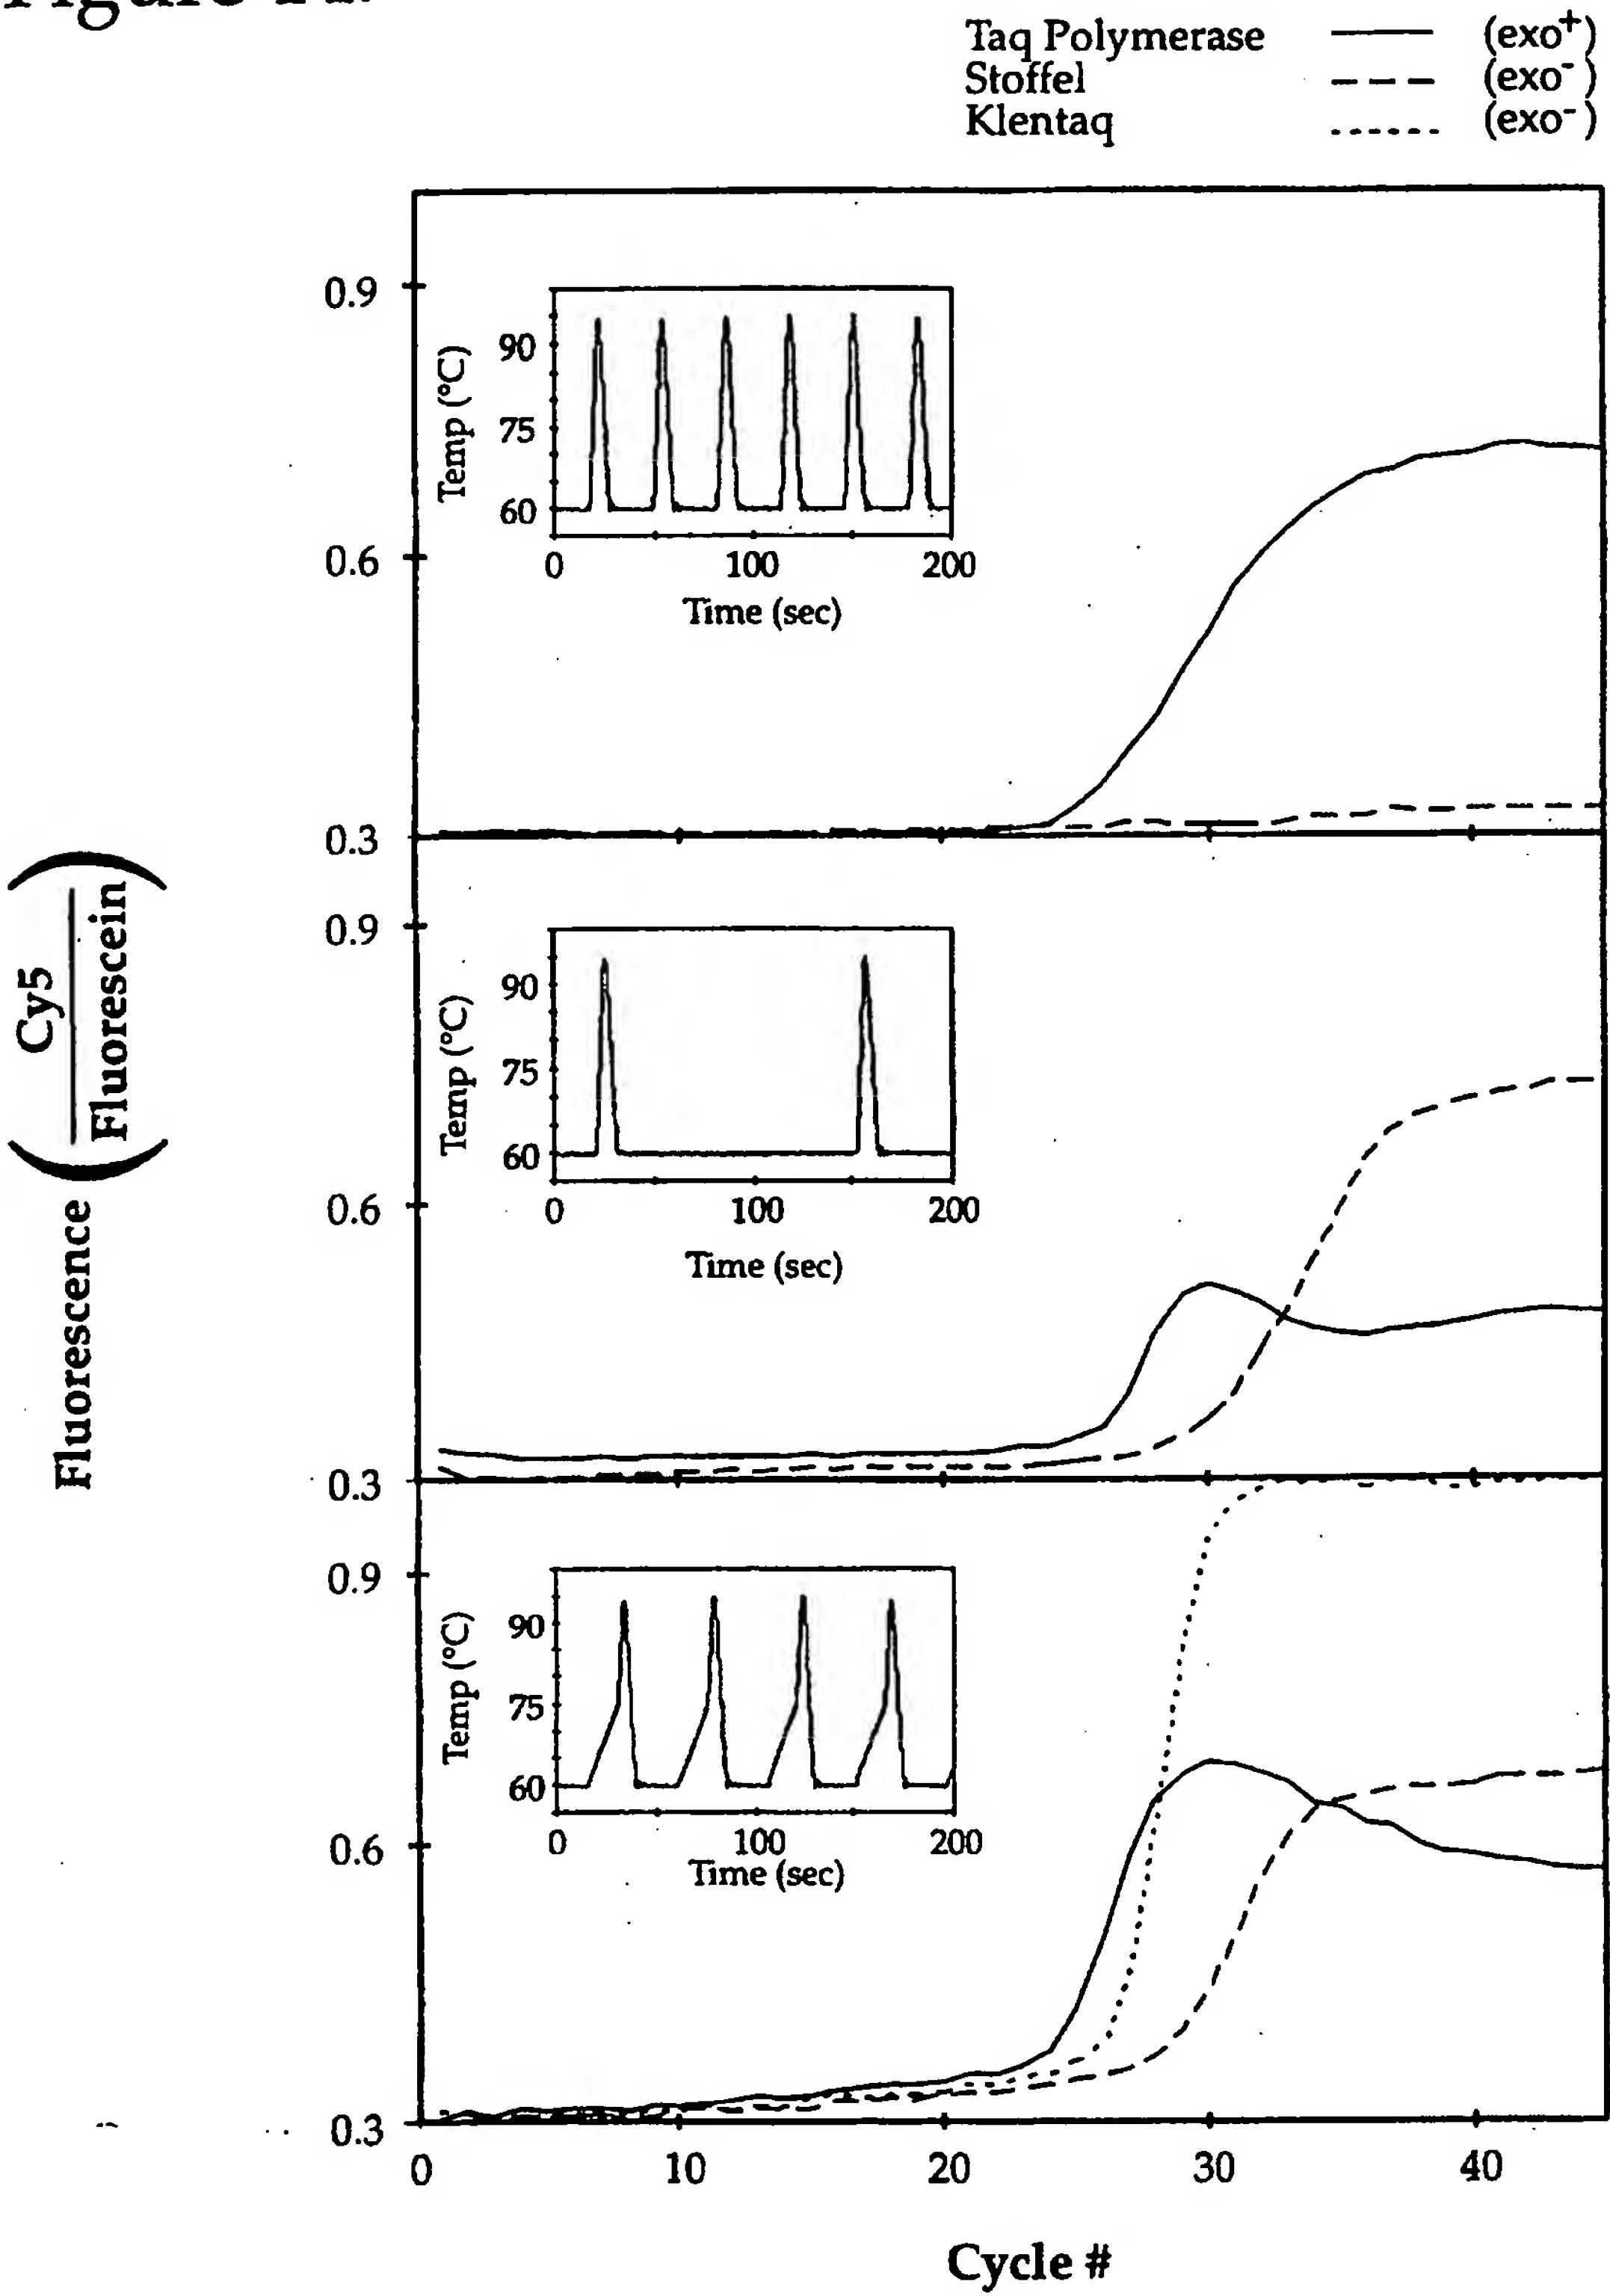 Taq Polymerase (exo+)
Stoffel (exo-)
Klentaq (exo-)
Fluorescence ( Cy5 / Fluorescein )
0.9
0.6
0.3
Temp (°C)
90
75
60
0 100 200
Time (sec)
0.9
0.6
0.3
Temp (°C)
90
75
60
0 100 200
Time (sec)
0.9
0.6
0.3
Temp (°C)
90
75
60
0 100 200
Time (sec)
0 10 20 30 40
Cycle #